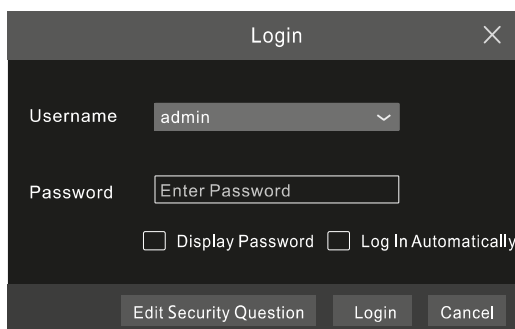 Login
Username admin
Password Enter Password
Display Password Log In Automatically
Edit Security Question Login Cancel